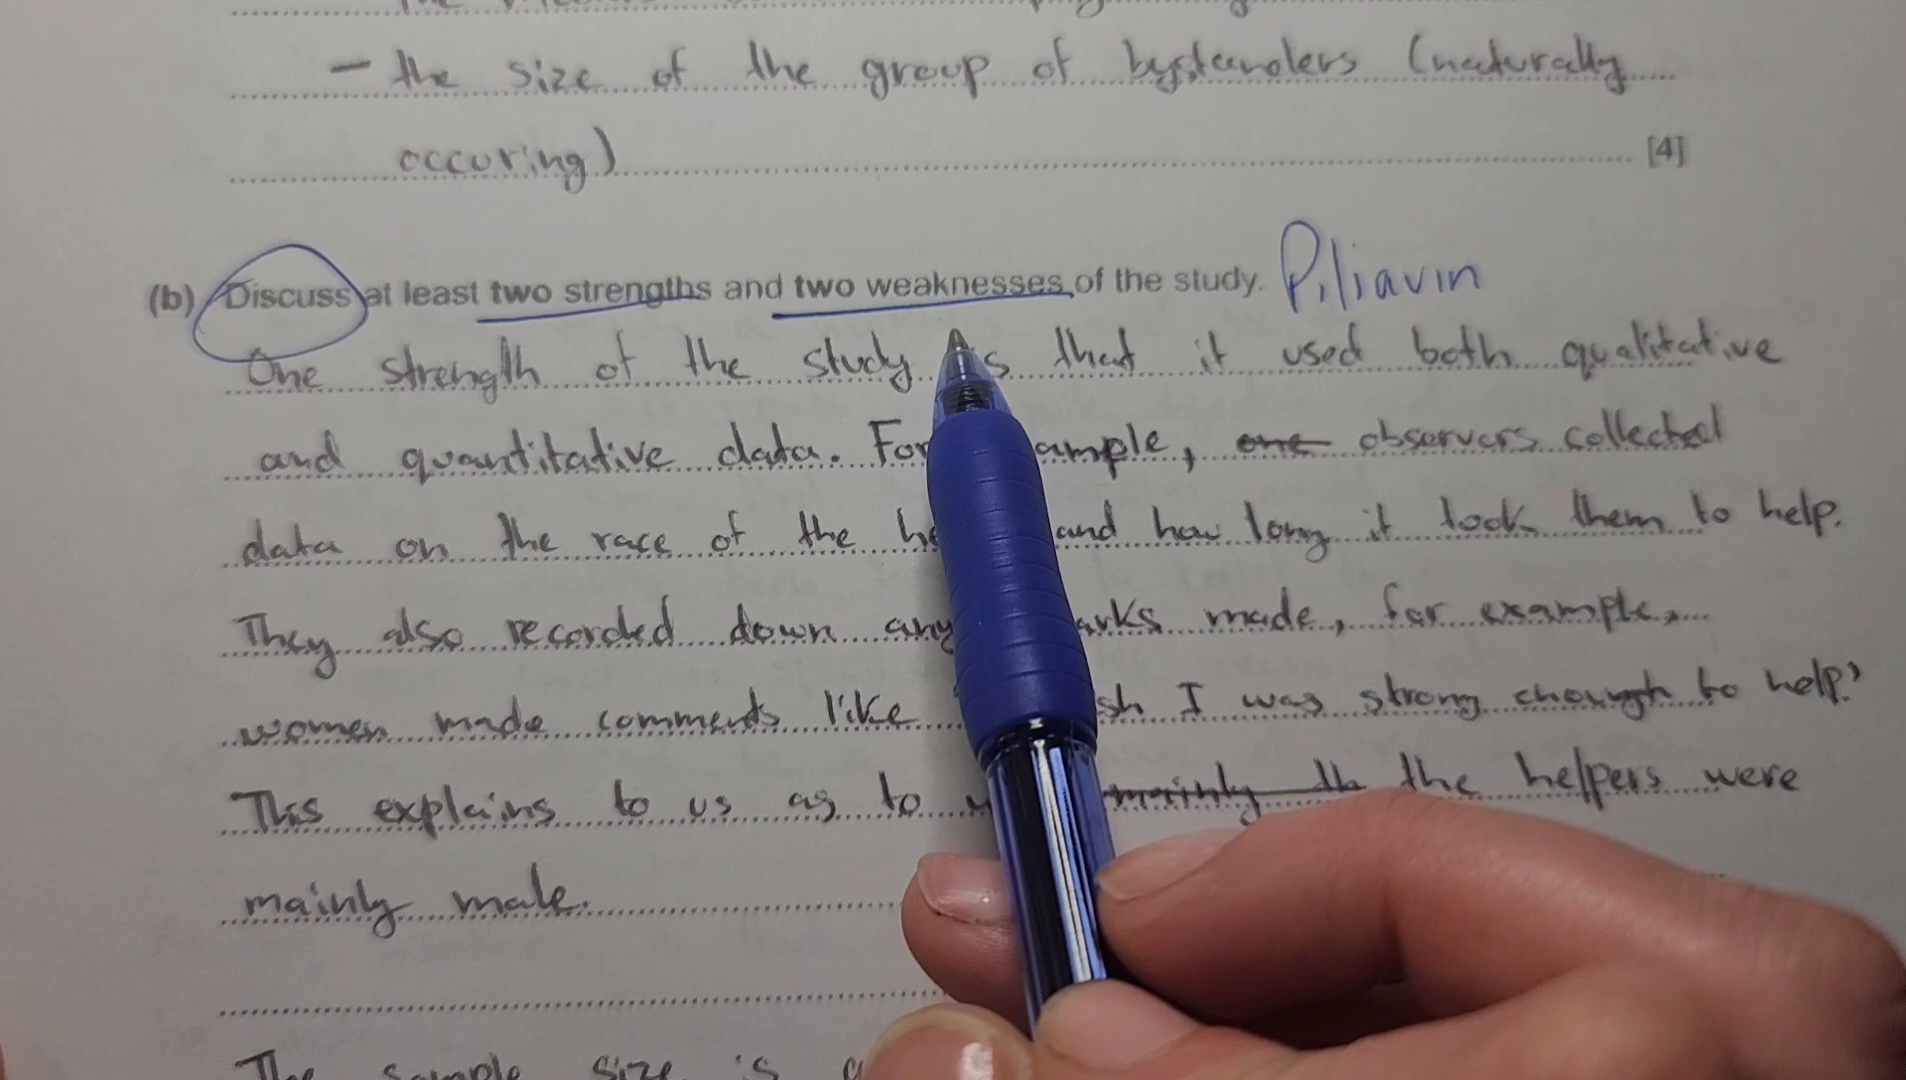 - the size of the group of bystanders (naturally
occuring) [4]
(b) Discuss at least two strengths and two weaknesses of the study. Piliavin
One strength of the study is that it used both qualitative
and quantitative data. For ample, one observers collected
data on the race of the and how long it took them to help.
They also recorded down any arks made, for example,
women made comments like sh I was strong enough to help.'
This explains to us as to mainly th the helpers were
mainly male.
The sample size is